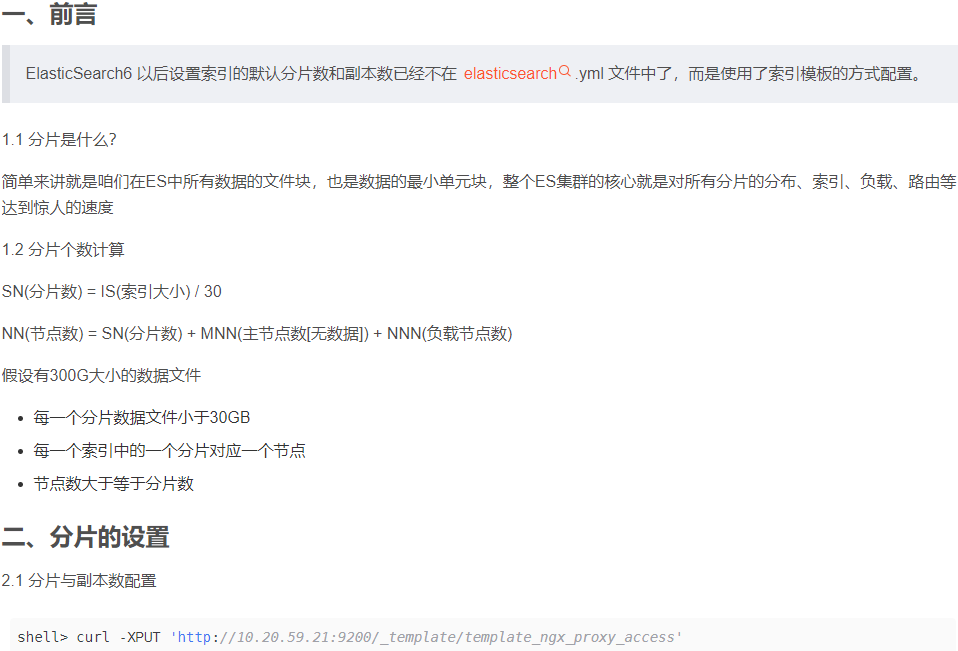 一、前言
ElasticSearch6 以后设置索引的默认分片数和副本数已经不在 elasticsearch .yml 文件中了，而是使用了索引模板的方式配置。
1.1 分片是什么？
简单来讲就是咱们在ES中所有数据的文件块，也是数据的最小单元块，整个ES集群的核心就是对所有分片的分布、索引、负载、路由等
达到惊人的速度
1.2 分片个数计算
SN(分片数) = IS(索引大小) / 30
NN(节点数) = SN(分片数) + MNN(主节点数[无数据]) + NNN(负载节点数)
假设有300G大小的数据文件
• 每一个分片数据文件小于30GB
• 每一个索引中的一个分片对应一个节点
• 节点数大于等于分片数
二、分片的设置
2.1 分片与副本数配置
shell> curl -XPUT 'http://10.20.59.21:9200/_template/template_ngx_proxy_access'